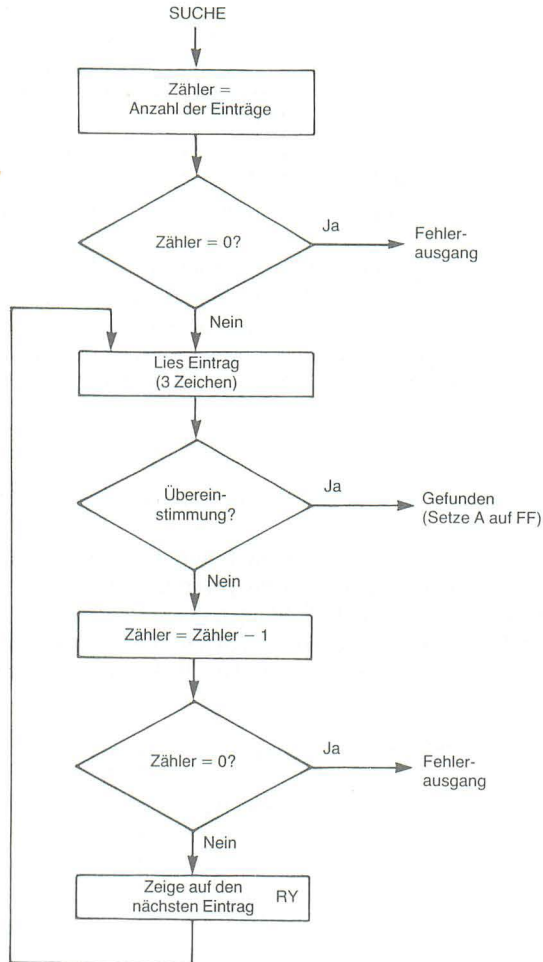 SUCHE
Zähler =
Anzahl der Einträge
Zähler = 0?
Ja
Fehler-
ausgang
Nein
Lies Eintrag
(3 Zeichen)
Überein-
stimmung?
Ja
Gefunden
(Setze A auf FF)
Nein
Zähler = Zähler – 1
Zähler = 0?
Ja
Fehler-
ausgang
Nein
Zeige auf den
nächsten Eintrag
RY